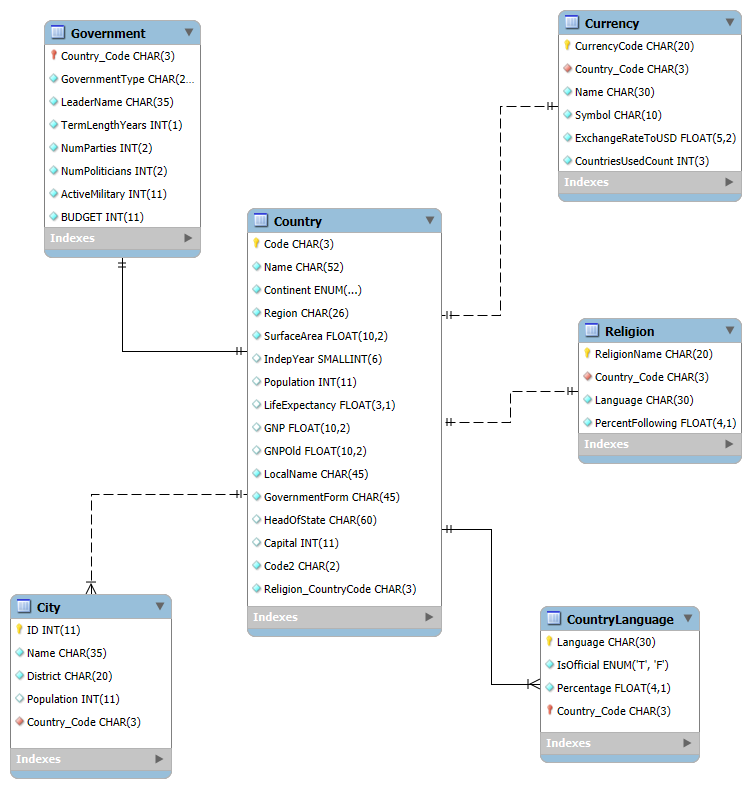 Government
Country_Code CHAR(3)
GovernmentType CHAR(2...
LeaderName CHAR(35)
TermLengthYears INT(1)
NumParties INT(2)
NumPoliticians INT(2)
ActiveMilitary INT(11)
BUDGET INT(11)
Indexes
Currency
CurrencyCode CHAR(20)
Country_Code CHAR(3)
Name CHAR(30)
Symbol CHAR(10)
ExchangeRateToUSD FLOAT(5,2)
CountriesUsedCount INT(3)
Indexes
Country
Code CHAR(3)
Name CHAR(52)
Continent ENUM(...)
Region CHAR(26)
SurfaceArea FLOAT(10,2)
IndepYear SMALLINT(6)
Population INT(11)
LifeExpectancy FLOAT(3,1)
GNP FLOAT(10,2)
GNPOld FLOAT(10,2)
LocalName CHAR(45)
GovernmentForm CHAR(45)
HeadOfState CHAR(60)
Capital INT(11)
Code2 CHAR(2)
Religion_CountryCode CHAR(3)
Indexes
Religion
ReligionName CHAR(20)
Country_Code CHAR(3)
Language CHAR(30)
PercentFollowing FLOAT(4,1)
Indexes
City
ID INT(11)
Name CHAR(35)
District CHAR(20)
Population INT(11)
Country_Code CHAR(3)
Indexes
CountryLanguage
Language CHAR(30)
IsOfficial ENUM('T', 'F')
Percentage FLOAT(4,1)
Country_Code CHAR(3)
Indexes